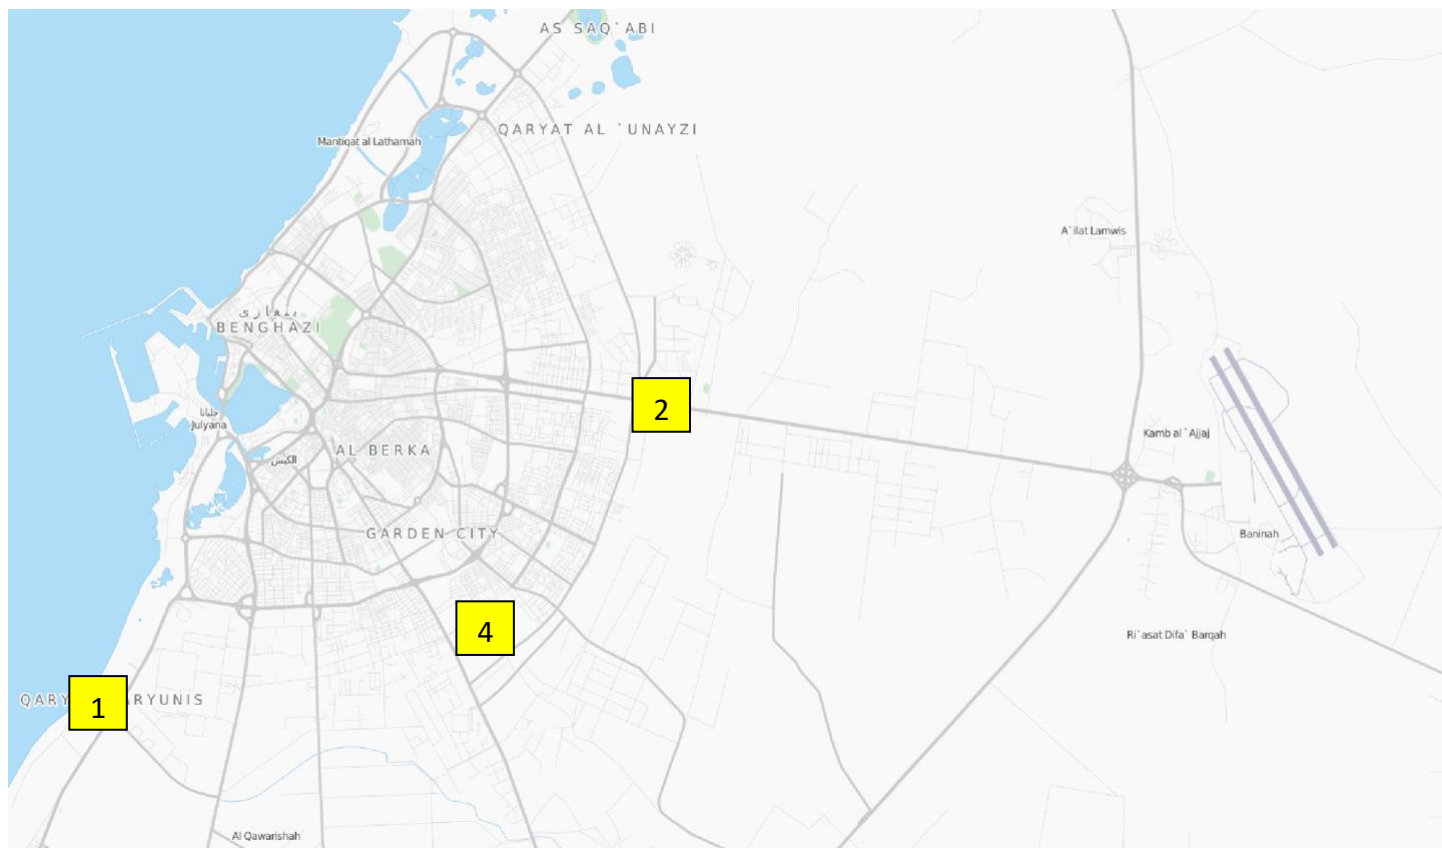 AS SAQ`ABI
QARYAT AL `UNAYZI
Mantiqat al Lathamah
A`ilat Lamwis
بنغازي
BENGHAZI
2
جليانا
Julyana
AL BERKA
الكيش
Kamb al `Ajjaj
GARDEN CITY
Baninah
4
Ri`asat Difa` Barqah
QARY
1
RYUNIS
Al Qawarishah